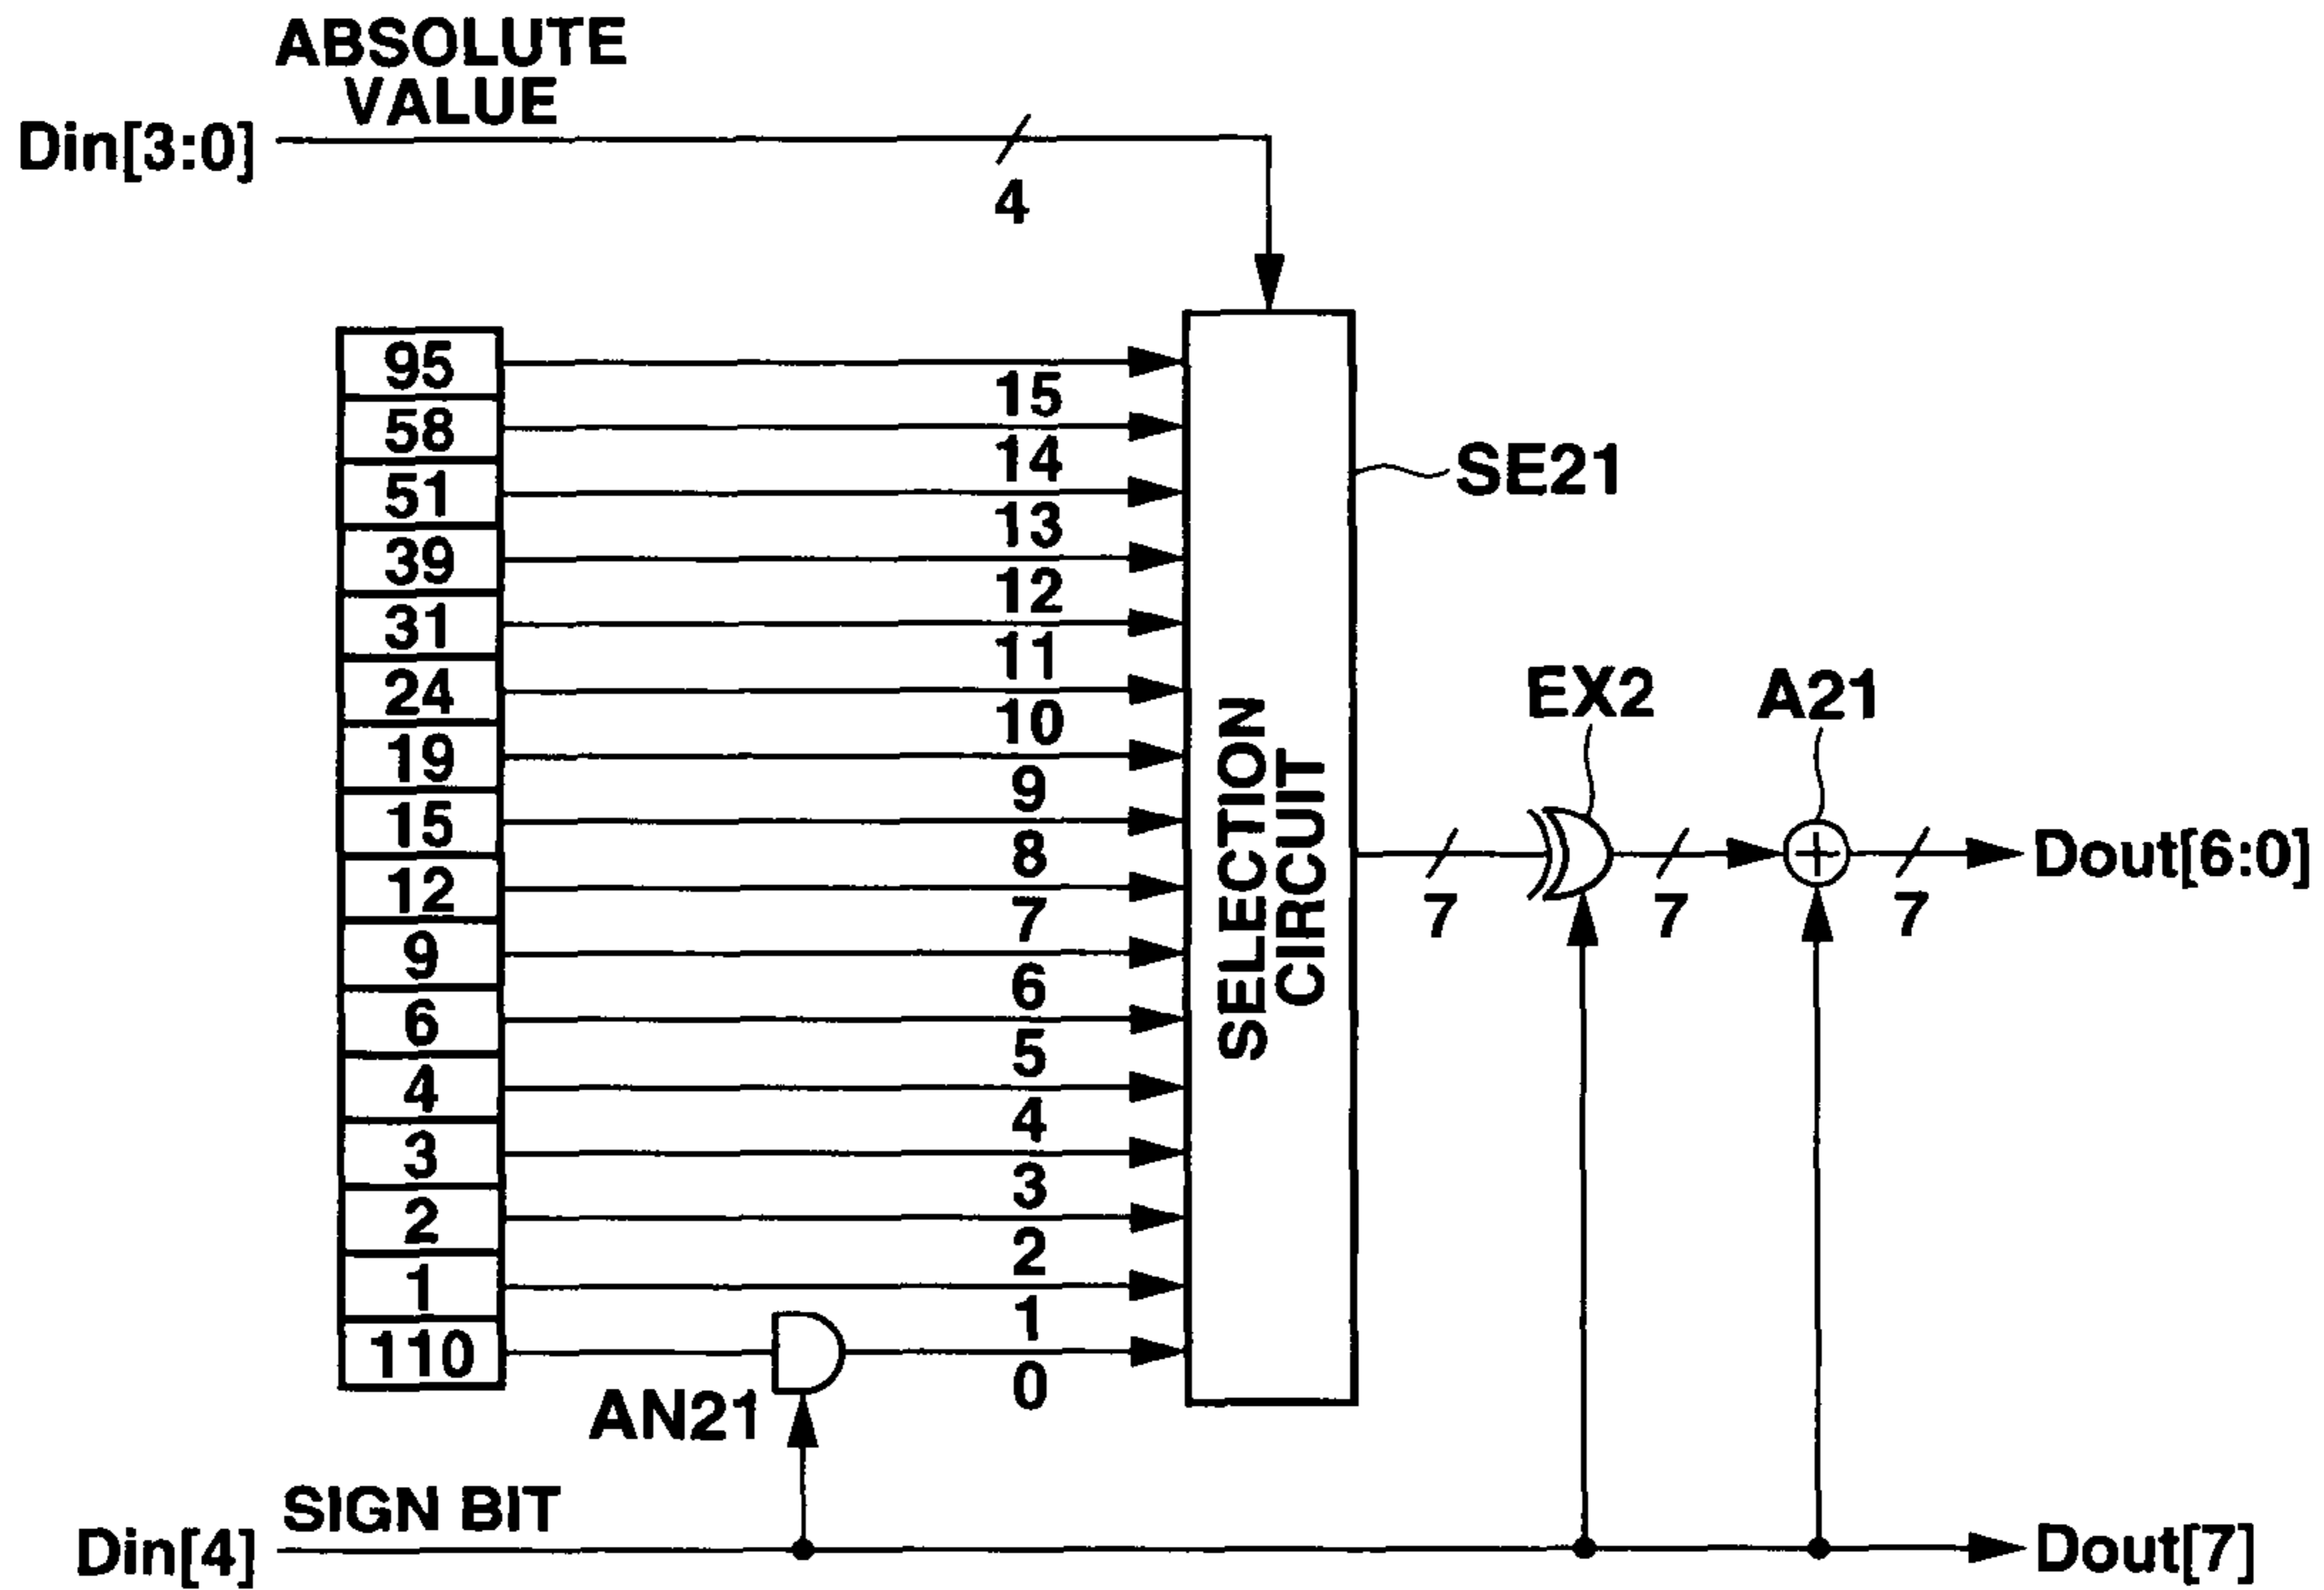 ABSOLUTE
VALUE
Din[3:0]
4
95
15
58
14
51
13
39
12
31
11
24
10
19
9
15
8
12
7
9
6
6
5
4
4
3
3
2
2
1
1
110
0
SELECTION
CIRCUIT
SE21
EX2
A21
7
7
7
Dout[6:0]
AN21
SIGN BIT
Din[4]
Dout[7]